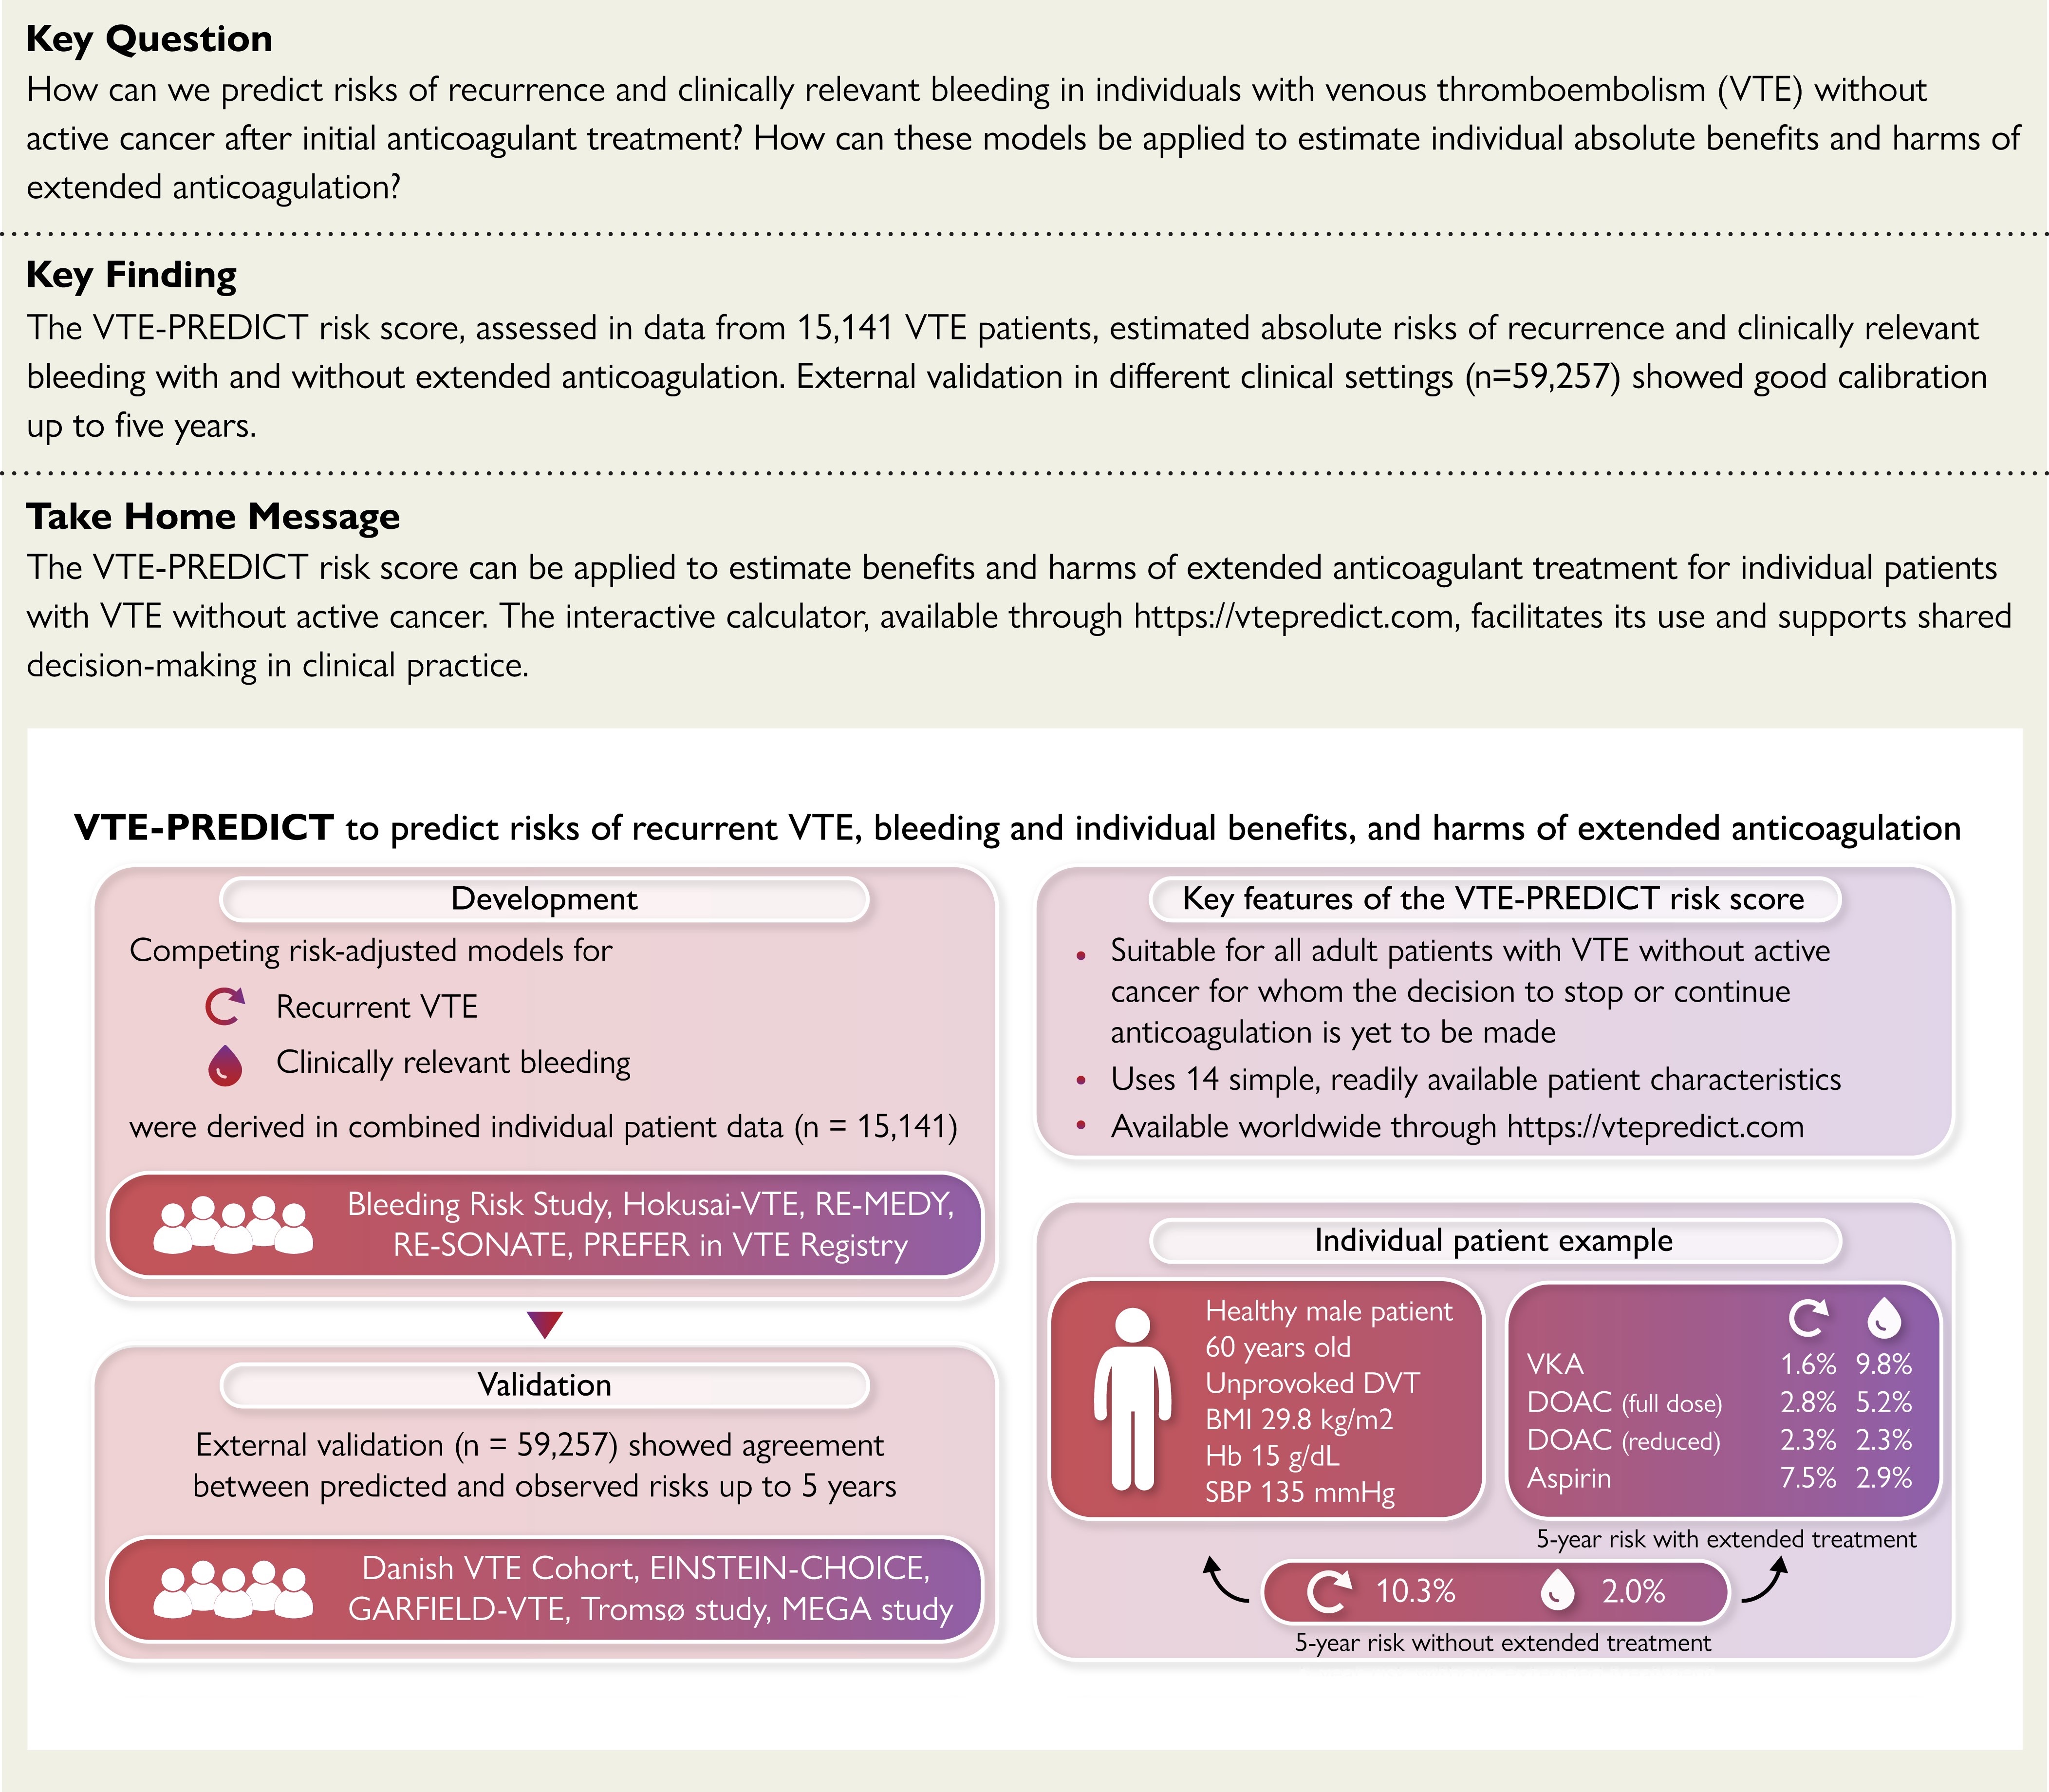 Key Question
How can we predict risks of recurrence and clinically relevant bleeding in individuals with venous thromboembolism (VTE) without
active cancer after initial anticoagulant treatment? How can these models be applied to estimate individual absolute benefits and harms of
extended anticoagulation?
Key Finding
The VTE-PREDICT risk score, assessed in data from 15,141 VTE patients, estimated absolute risks of recurrence and clinically relevant
bleeding with and without extended anticoagulation. External validation in different clinical settings (n=59,257) showed good calibration
up to five years.
Take Home Message
The VTE-PREDICT risk score can be applied to estimate benefits and harms of extended anticoagulant treatment for individual patients
with VTE without active cancer. The interactive calculator, available through https://vtepredict.com, facilitates its use and supports shared
decision-making in clinical practice.
VTE-PREDICT to predict risks of recurrent VTE, bleeding and individual benefits, and harms of extended anticoagulation
Development
Competing risk-adjusted models for
Recurrent VTE
Clinically relevant bleeding
were derived in combined individual patient data (n = 15,141)
Bleeding Risk Study, Hokusai-VTE, RE-MEDY,
RE-SONATE, PREFER in VTE Registry
Validation
External validation (n = 59,257) showed agreement
between predicted and observed risks up to 5 years
Danish VTE Cohort, EINSTEIN-CHOICE,
GARFIELD-VTE, Tromsø study, MEGA study
Key features of the VTE-PREDICT risk score
• Suitable for all adult patients with VTE without active
cancer for whom the decision to stop or continue
anticoagulation is yet to be made
• Uses 14 simple, readily available patient characteristics
• Available worldwide through https://vtepredict.com
Individual patient example
Healthy male patient
60 years old
Unprovoked DVT
BMI 29.8 kg/m2
Hb 15 g/dL
SBP 135 mmHg
VKA 1.6% 9.8%
DOAC (full dose) 2.8% 5.2%
DOAC (reduced) 2.3% 2.3%
Aspirin 7.5% 2.9%
5-year risk with extended treatment
10.3% 2.0%
5-year risk without extended treatment